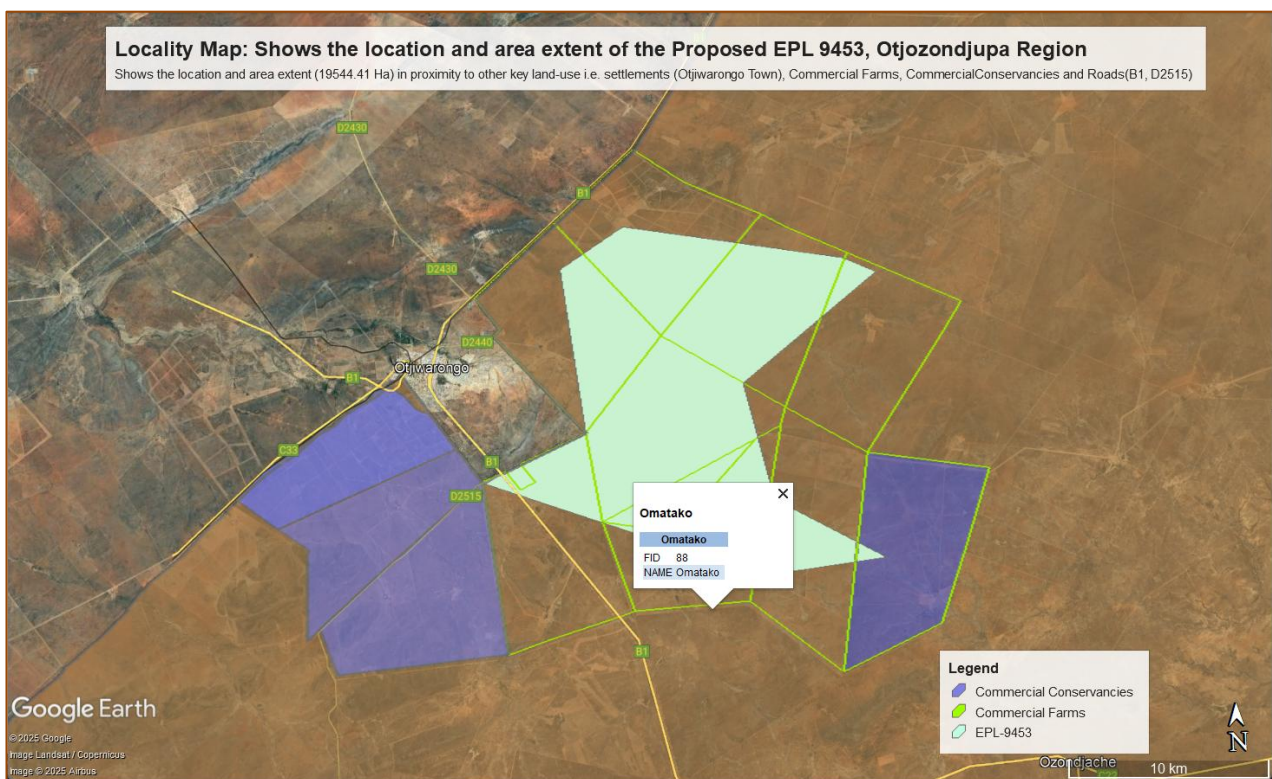 Locality Map: Shows the location and area extent of the Proposed EPL 9453, Otjozondjupa Region
Shows the location and area extent (19544.41 Ha) in proximity to other key land-use i.e. settlements (Otjiwarongo Town), Commercial Farms, CommercialConservancies and Roads(B1, D2515)
D2430
B1
D2430
D2440
Otjiwarongo
B1
C33
B1
D2515
Omatako
Omatako
FID 88
NAME Omatako
B1
Legend
Commercial Conservancies
Commercial Farms
EPL-9453
N
Google Earth
© 2025 Google
Image Landsat / Copernicus
Image © 2025 Airbus
Ozondjache
10 km
C22